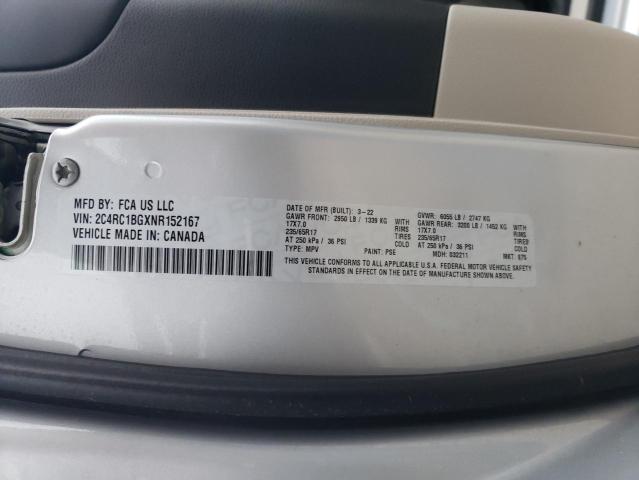 MFD BY: FCA US LLC
VIN: 2C4RC1BGXNR152167
VEHICLE MADE IN: CANADA
DATE OF MFR (BUILT): 3-22
GAWR FRONT: 2950 LB / 1339 KG
17X7.0 RIMS
235/65R17 TIRES
AT 250 kPa / 36 PSI COLD
TYPE: MPV PAINT: PSE
GVWR: 6055 LB / 2747 KG
GAWR REAR: 3200 LB / 1452 KG
17X7.0 RIMS
235/65R17 TIRES
AT 250 kPa / 36 PSI COLD
MDH: 032211
THIS VEHICLE CONFORMS TO ALL APPLICABLE U.S.A. FEDERAL MOTOR VEHICLE SAFETY
STANDARDS IN EFFECT ON THE DATE OF MANUFACTURE SHOWN ABOVE.